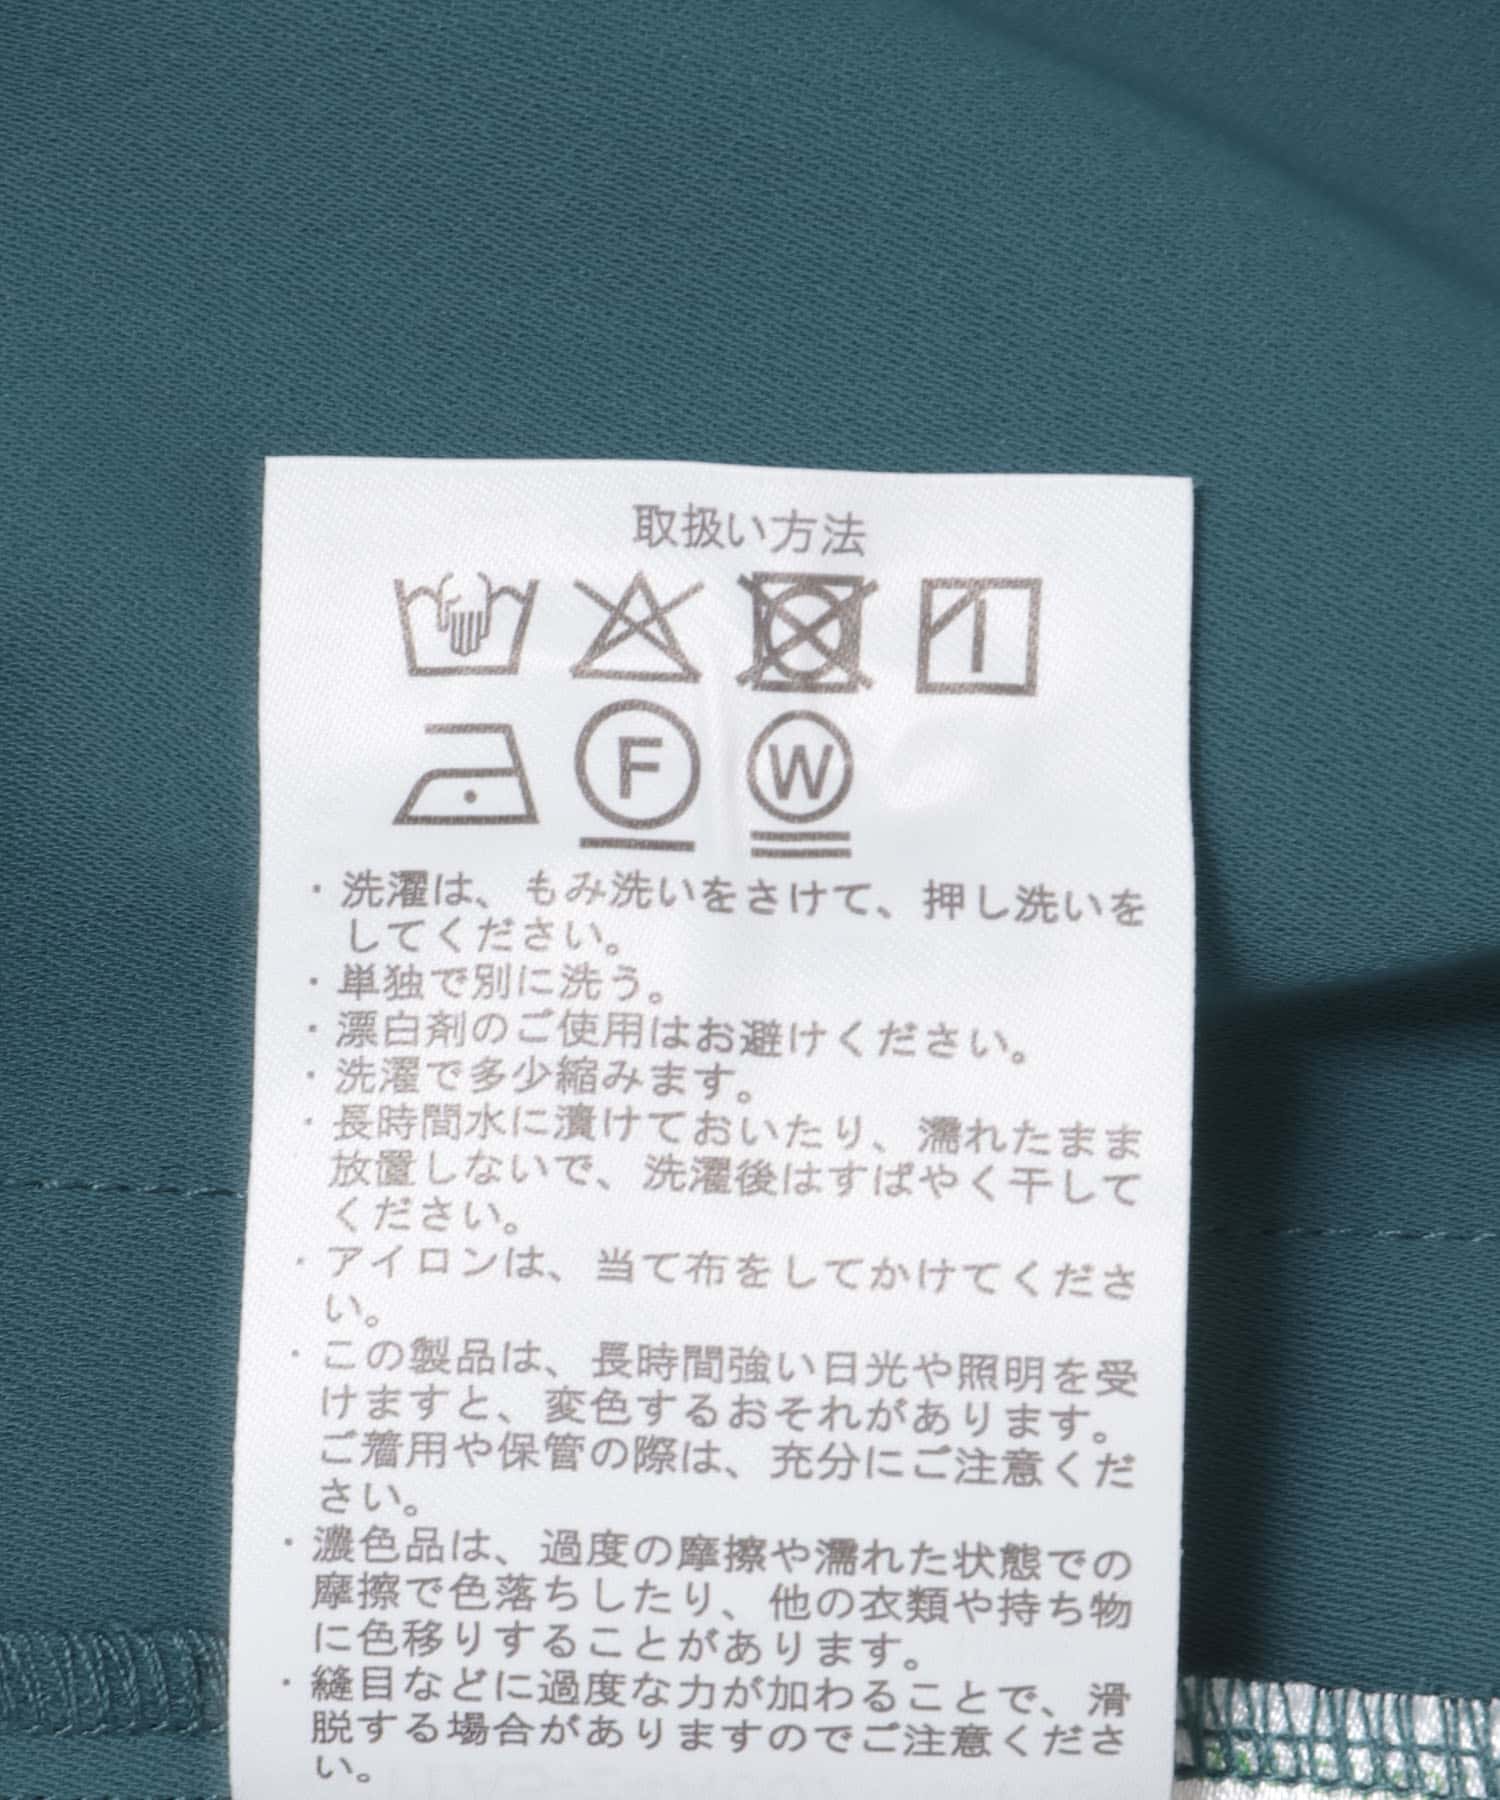 取扱い方法
F W
・洗濯は、もみ洗いをさけて、押し洗いを
してください。
・単独で別に洗う。
・漂白剤のご使用はお避けください。
・洗濯で多少縮みます。
・長時間水に漬けておいたり、濡れたまま
放置しないで、洗濯後はすばやく干して
ください。
・アイロンは、当て布をしてかけてくださ
い。
・この製品は、長時間強い日光や照明を受
けますと、変色するおそれがあります。
ご着用や保管の際は、充分にご注意くだ
さい。
・濃色品は、過度の摩擦や濡れた状態での
摩擦で色落ちしたり、他の衣類や持ち物
に色移りすることがあります。
・縫目などに過度な力が加わることで、滑
脱する場合がありますのでご注意くださ
い。